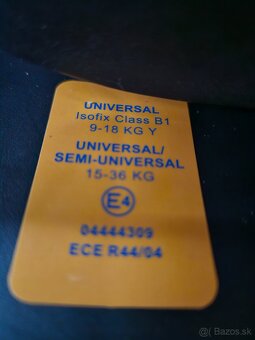 UNIVERSAL
Isofix Class B1
9-18 KG Y
UNIVERSAL/
SEMI-UNIVERSAL
15-36 KG
E4
04444309
ECE R44/04
Bazos.sk